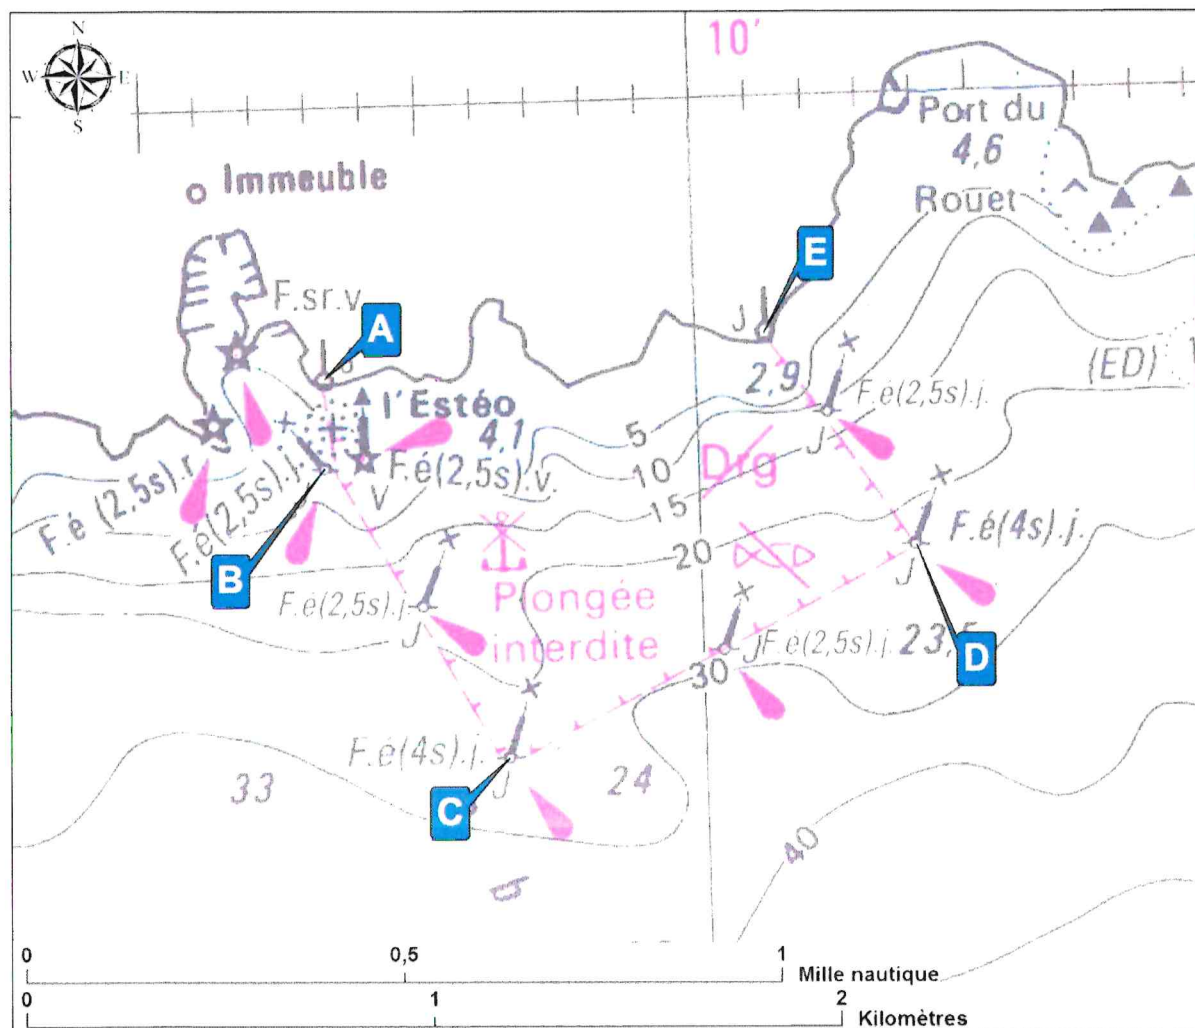 N
W E
S
10'
Port du
4,6
Rouet
Immeuble
F.sr.v.
A
E
J
2,9
(ED)
l'Estéo
4,1
F.é(2,5s).j.
5
10
15
J
Drg
F.é(2,5s).v.
V
F.é(2,5s).r.
F.é(2,5s).j.
B
20
F.é(4s).j.
J
Plongée
interdite
F.é(2,5s).j.
J
J
F.é(2,5s).j.
23,5
D
30
F.é(4s).j.
J
33
24
C
40
0 0,5 1
Mille nautique
0 1 2
Kilomètres